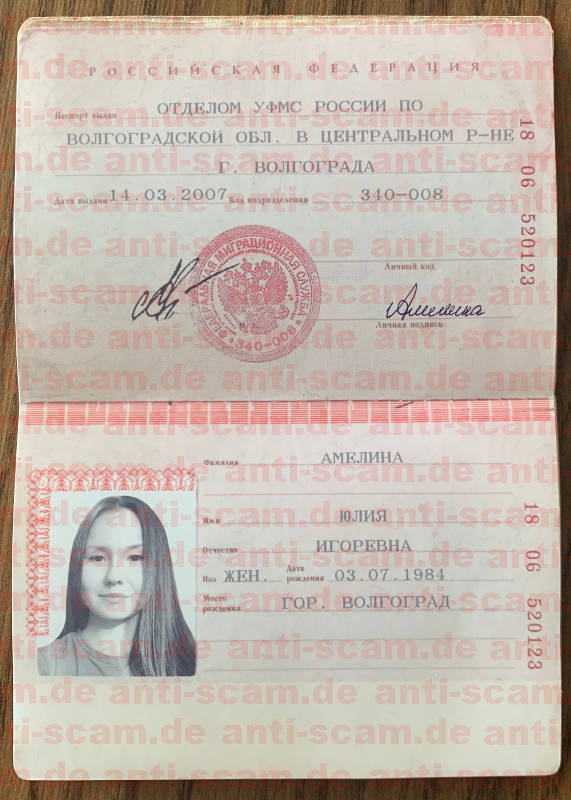 РОССИЙСКАЯ ФЕДЕРАЦИЯ
Паспорт выдан ОТДЕЛОМ УФМС РОССИИ ПО
ВОЛГОГРАДСКОЙ ОБЛ. В ЦЕНТРАЛЬНОМ Р-НЕ
Г. ВОЛГОГРАДА
Дата выдачи 14.03.2007 Код подразделения 340-008
18 06 520123
Личный код
ФЕДЕРАЛЬНАЯ МИГРАЦИОННАЯ СЛУЖБА
340-008
М.П.
Амелина
Личная подпись
Фамилия АМЕЛИНА
Имя ЮЛИЯ
Отчество ИГОРЕВНА
Пол ЖЕН. Дата рождения 03.07.1984
Место рождения ГОР. ВОЛГОГРАД
18 06 520123
anti-scam.de